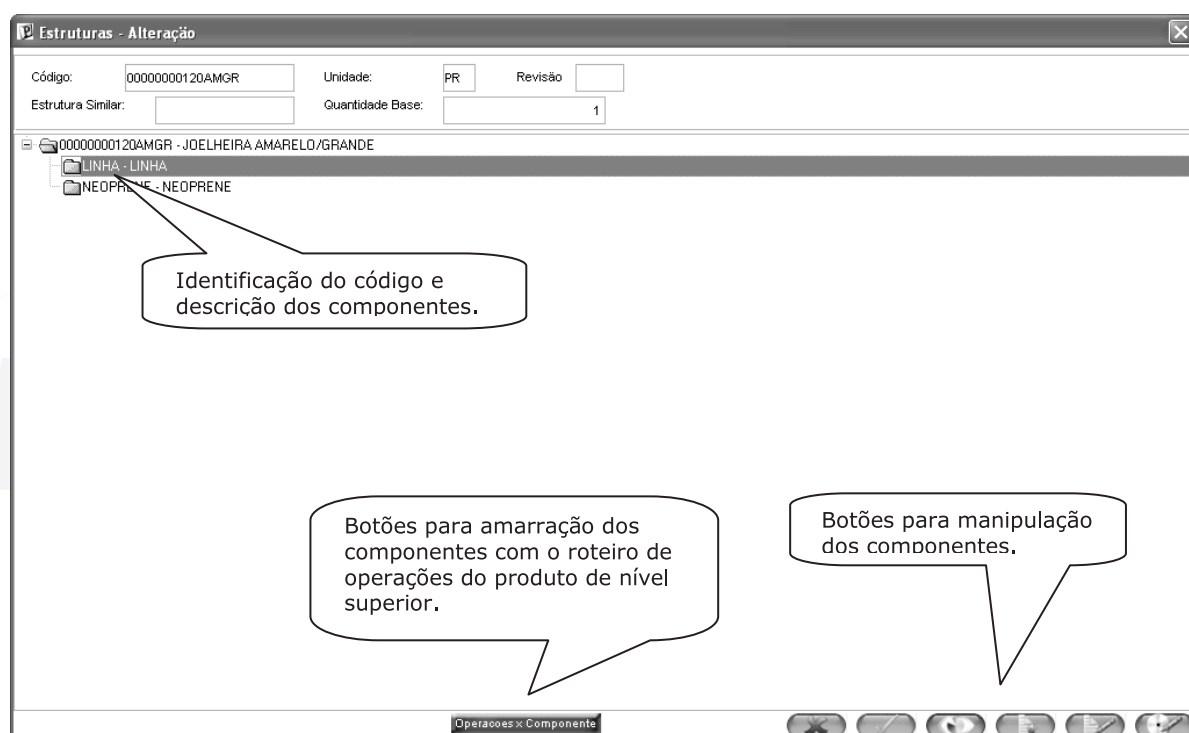 Estruturas - Alteração
Código: 00000000120AMGR Unidade: PR Revisão
Estrutura Similar: Quantidade Base: 1
00000000120AMGR - JOELHEIRA AMARELO/GRANDE
LINHA - LINHA
NEOPRENE - NEOPRENE
Identificação do código e
descrição dos componentes.
Botões para amarração dos
componentes com o roteiro de
operações do produto de nível
superior.
Botões para manipulação
dos componentes.
Operacoes x Componente